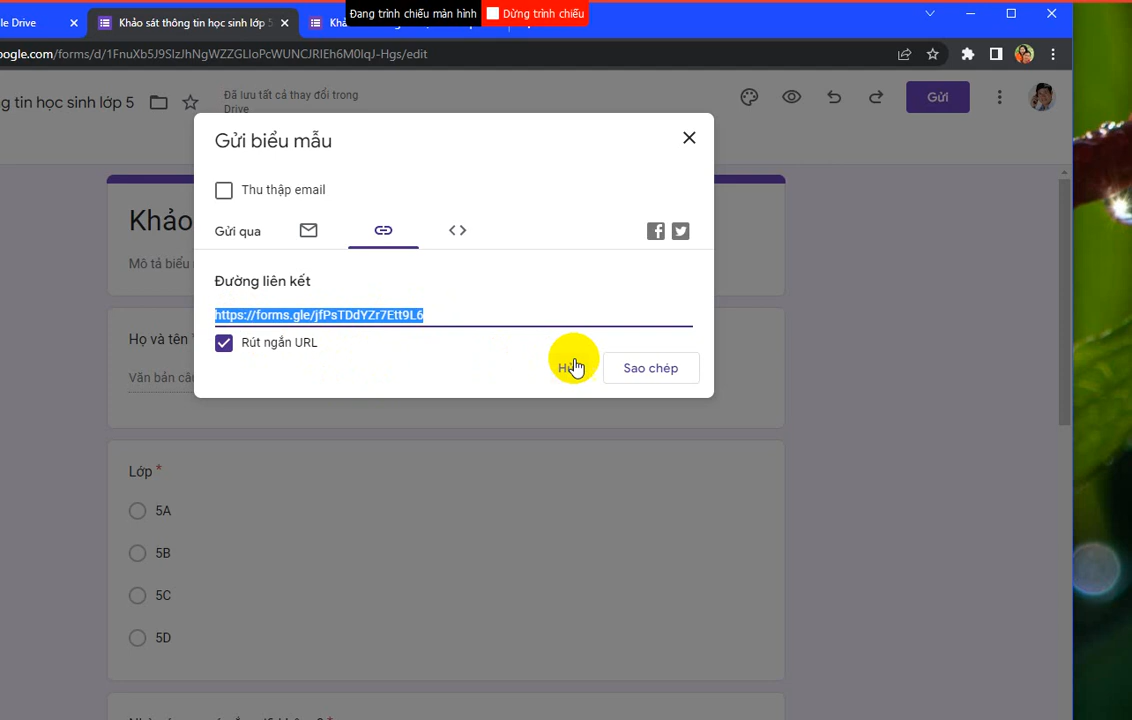 le Drive
Khảo sát thông tin học sinh lớp 5
Đang trình chiếu màn hình
Dừng trình chiếu
oogle.com/forms/d/1FnuXb5J9SlzJhNgWZZGLIoPcWUNCJRlEh6M0IqJ-Hgs/edit
g tin học sinh lớp 5
Đã lưu tất cả thay đổi trong
Drive
Gửi
Gửi biểu mẫu
Thu thập email
Gửi qua
Khảo
Mô tả biểu
Đường liên kết
https://forms.gle/jfPsTDdYZr7Ett9L6
Họ và tên
Rút ngắn URL
Văn bản câu
Sao chép
Lớp *
5A
5B
5C
5D